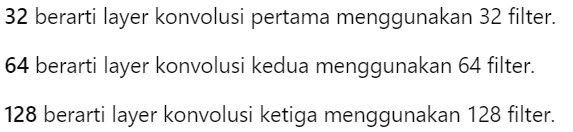 32 berarti layer konvolusi pertama menggunakan 32 filter.
64 berarti layer konvolusi kedua menggunakan 64 filter.
128 berarti layer konvolusi ketiga menggunakan 128 filter.